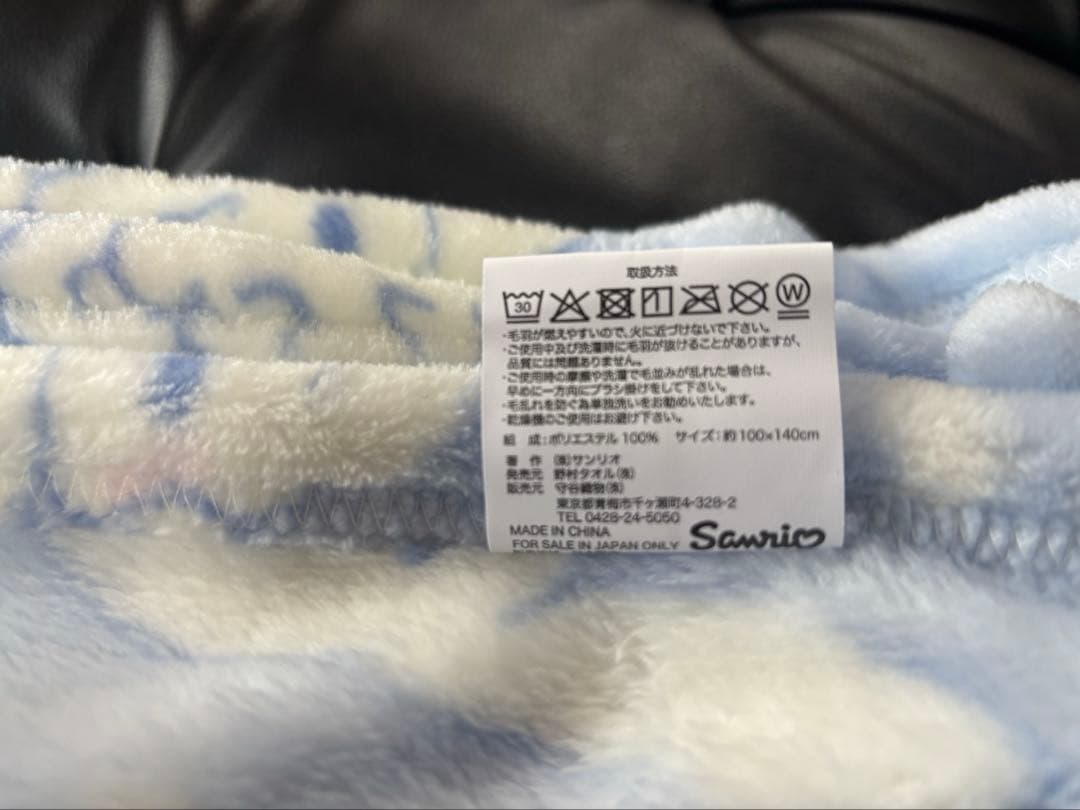 取扱方法
30 W
・毛羽が燃えやすいので、火に近づけないで下さい。
・ご使用中及び洗濯時に毛羽が抜けることがありますが、
品質には問題ありません。
・ご使用時の摩擦や洗濯で毛並みが乱れた場合は、
早めに一方向にブラシ掛けをして下さい。
・毛乱れを防ぐ為単独洗いをお勧めいたします。
・乾燥機のご使用はお避け下さい。
組 成:ポリエステル 100% サイズ:約100×140cm
著 作 (株)サンリオ
発売元 野村タオル(株)
販売元 守谷織物(株)
東京都青梅市千ヶ瀬町4-328-2
TEL 0428-24-5050
MADE IN CHINA
FOR SALE IN JAPAN ONLY Sanrio